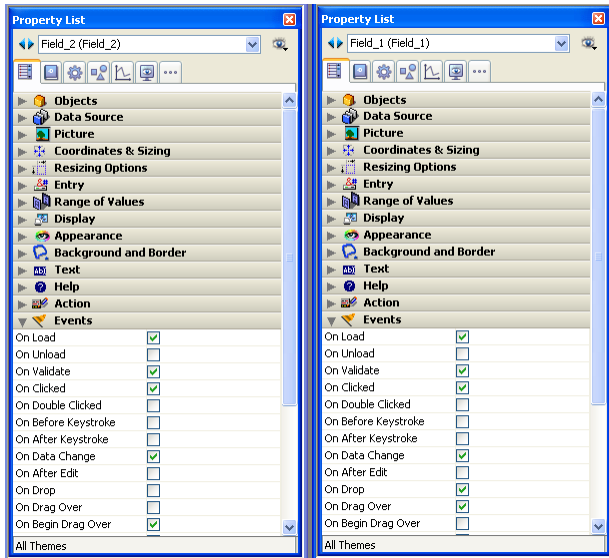 Property List
Field_2 (Field_2)
Objects
Data Source
Picture
Coordinates & Sizing
Resizing Options
Entry
Range of Values
Display
Appearance
Background and Border
Text
Help
Action
Events
On Load
On Unload
On Validate
On Clicked
On Double Clicked
On Before Keystroke
On After Keystroke
On Data Change
On After Edit
On Drop
On Drag Over
On Begin Drag Over
All Themes
Property List
Field_1 (Field_1)
Objects
Data Source
Picture
Coordinates & Sizing
Resizing Options
Entry
Range of Values
Display
Appearance
Background and Border
Text
Help
Action
Events
On Load
On Unload
On Validate
On Clicked
On Double Clicked
On Before Keystroke
On After Keystroke
On Data Change
On After Edit
On Drop
On Drag Over
On Begin Drag Over
All Themes